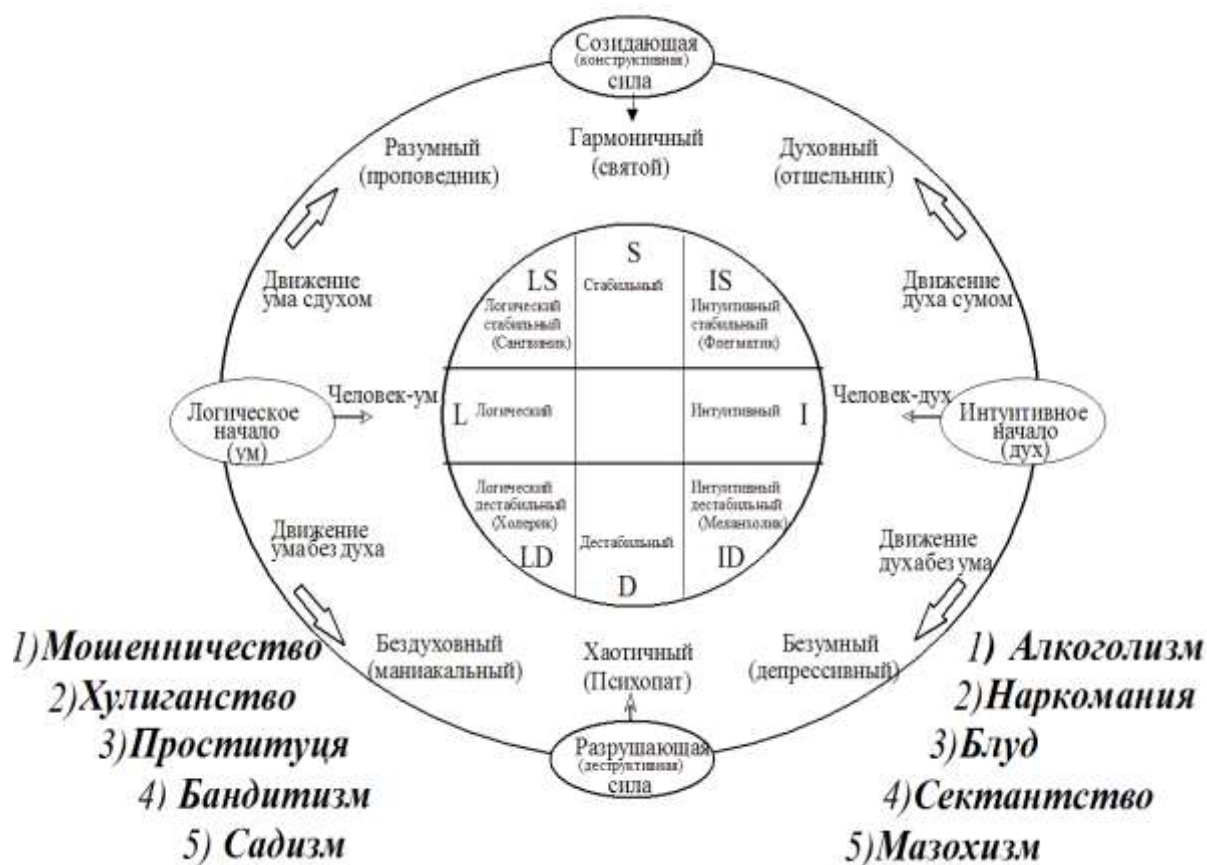 Созидающая
(конструктивная)
сила
Гармоничный
(святой)
Разумный
(проповедник)
Духовный
(отшельник)
Движение
ума сдухом
Движение
духа сумом
S
Стабильный
LS
Логический
стабильный
(Сангвиник)
IS
Интуитивный
стабильный
(Флегматик)
Человек-ум
Логическое
начало
(ум)
L
Логический
Интуитивный
I
Человек-дух
Интуитивное
начало
(дух)
Логический
дестабильный
(Холерик)
LD
Дестабильный
D
Интуитивный
дестабильный
(Меланхолик)
ID
Движение
ума без духа
Движение
духа без ума
Бездуховный
(маниакальный)
Хаотичный
(Психопат)
Безумный
(депрессивный)
Разрушающая
(деструктивная)
сила
1)Мошенничество
2)Хулиганство
3)Проституця
4) Бандитизм
5) Садизм
1) Алкоголизм
2)Наркомания
3)Блуд
4)Сектантство
5)Мазохизм